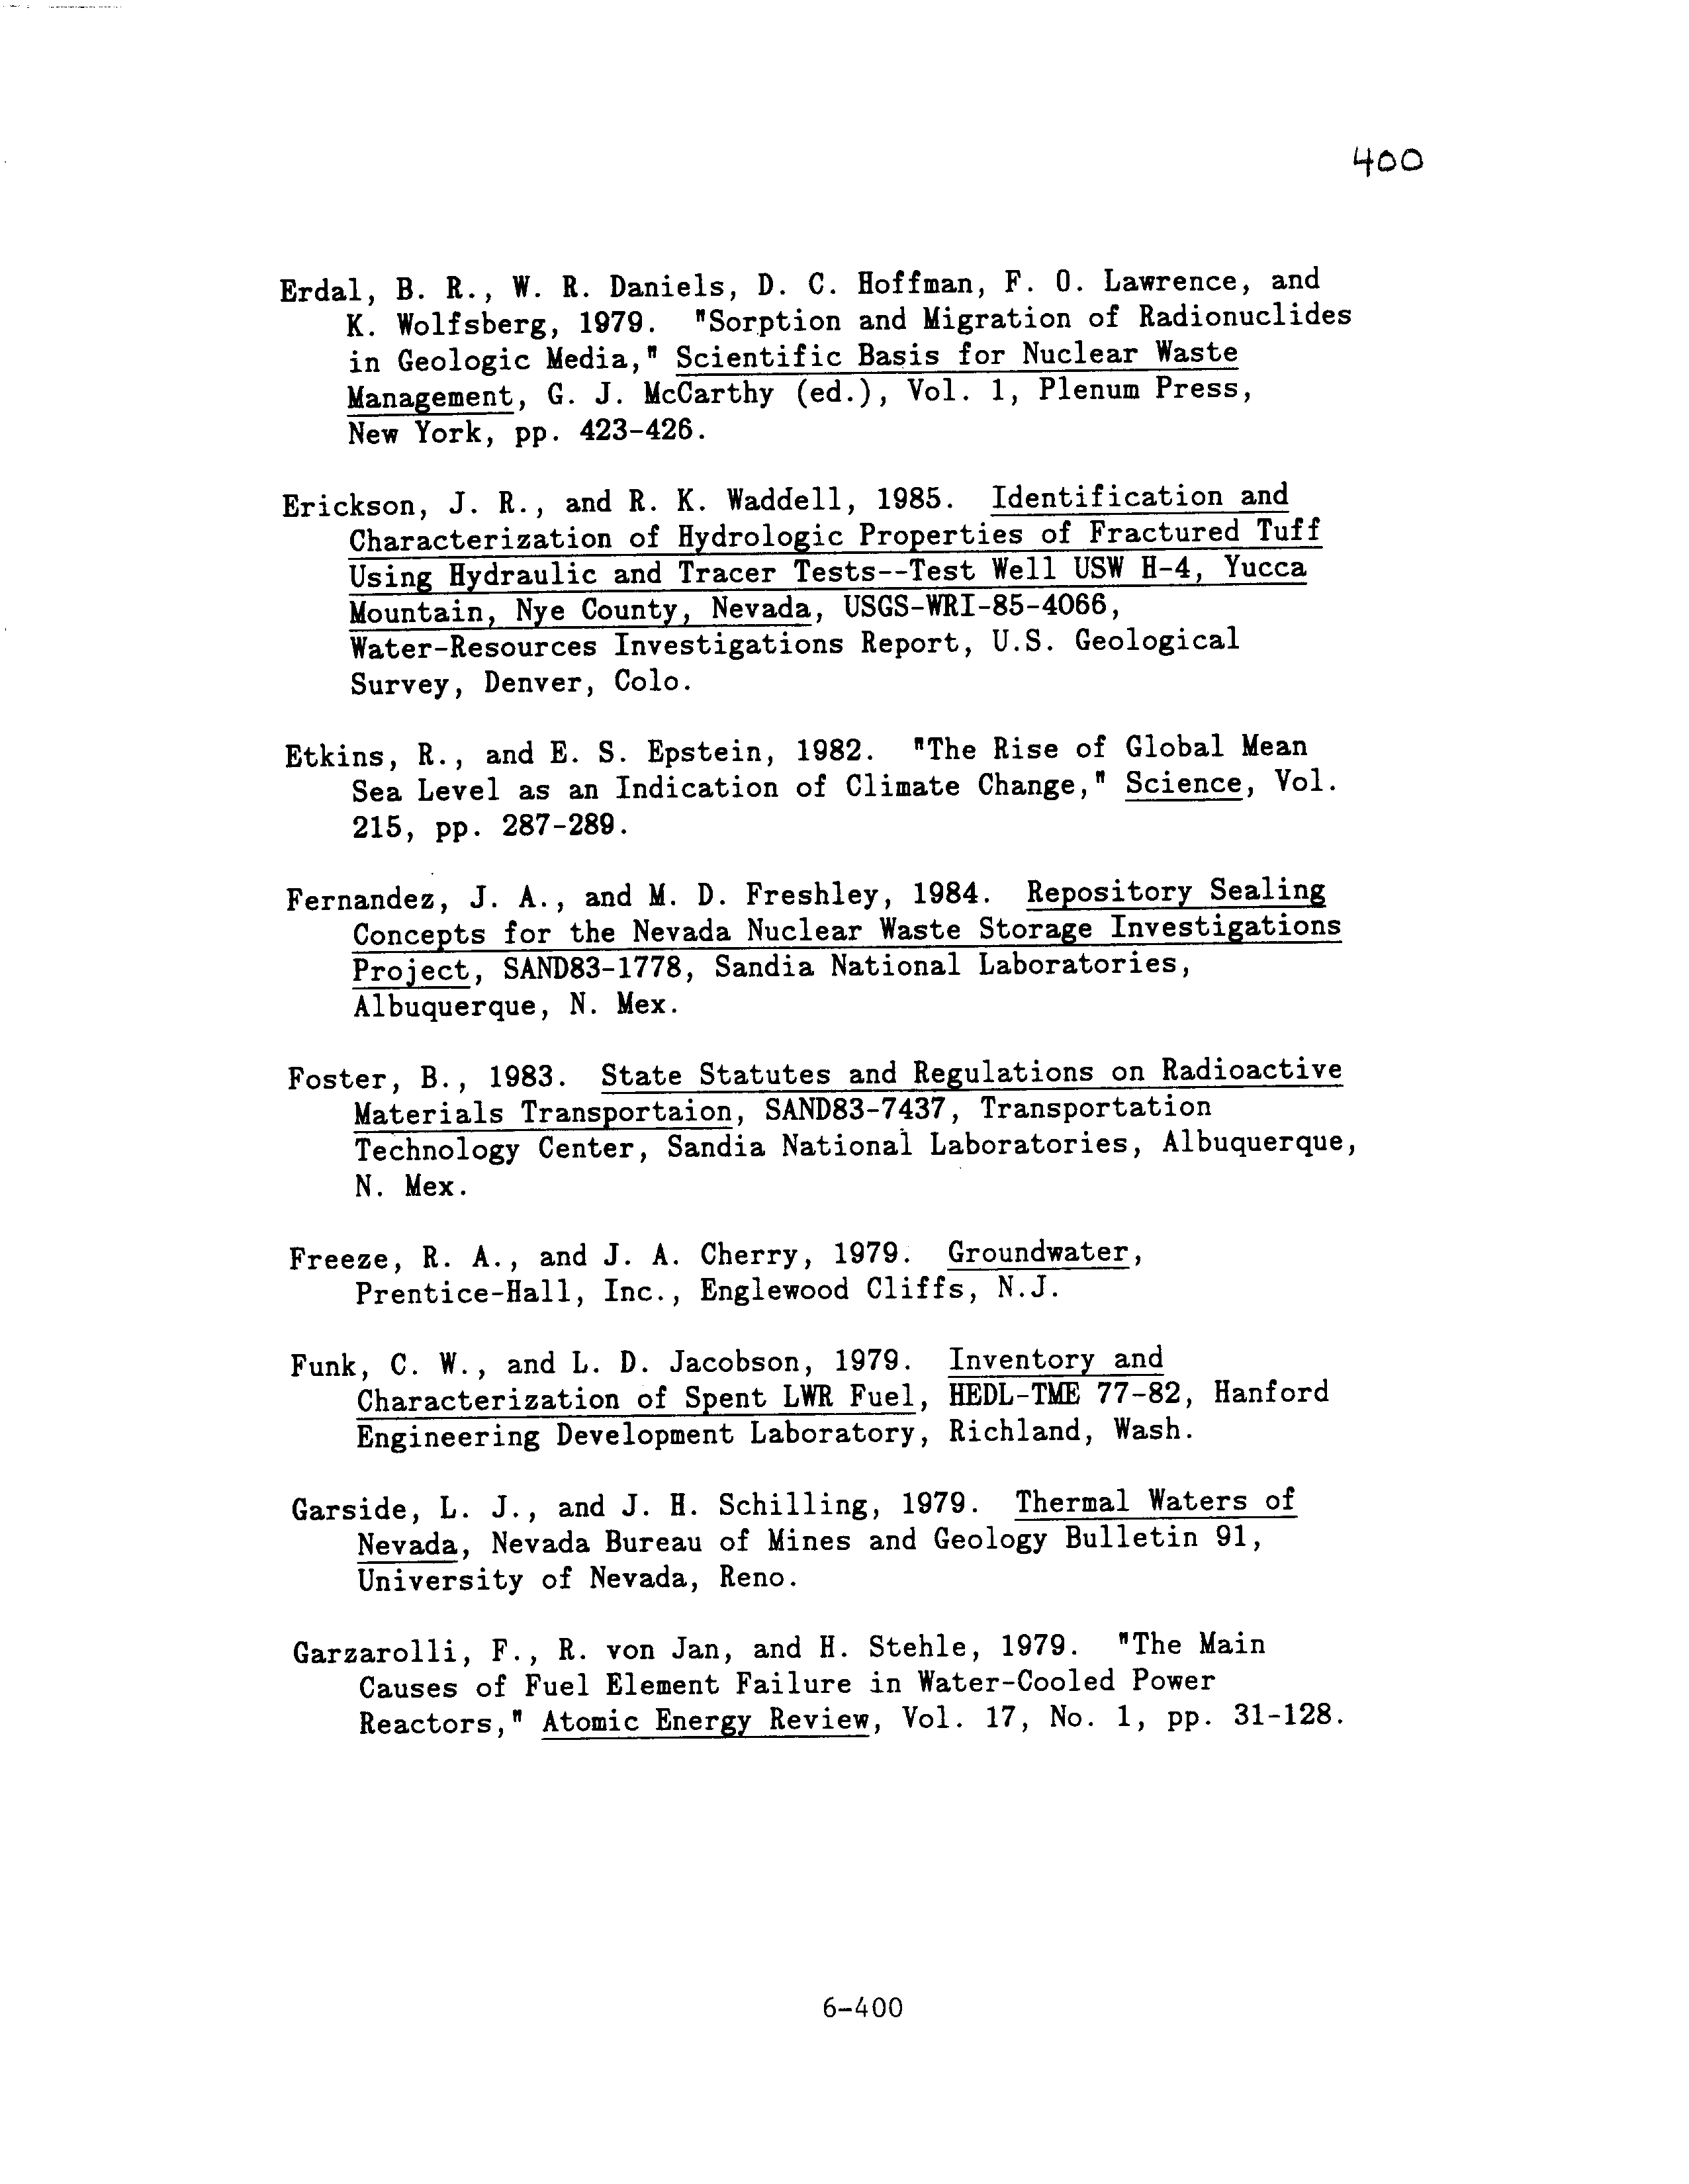 400
Erdal, B. R., W. R. Daniels, D. C. Hoffman, F. O. Lawrence, and
K. Wolfsberg, 1979. "Sorption and Migration of Radionuclides
in Geologic Media," Scientific Basis for Nuclear Waste
Management, G. J. McCarthy (ed.), Vol. 1, Plenum Press,
New York, pp. 423-426.
Erickson, J. R., and R. K. Waddell, 1985. Identification and
Characterization of Hydrologic Properties of Fractured Tuff
Using Hydraulic and Tracer Tests--Test Well USW H-4, Yucca
Mountain, Nye County, Nevada, USGS-WRI-85-4066,
Water-Resources Investigations Report, U.S. Geological
Survey, Denver, Colo.
Etkins, R., and E. S. Epstein, 1982. "The Rise of Global Mean
Sea Level as an Indication of Climate Change," Science, Vol.
215, pp. 287-289.
Fernandez, J. A., and M. D. Freshley, 1984. Repository Sealing
Concepts for the Nevada Nuclear Waste Storage Investigations
Project, SAND83-1778, Sandia National Laboratories,
Albuquerque, N. Mex.
Foster, B., 1983. State Statutes and Regulations on Radioactive
Materials Transportaion, SAND83-7437, Transportation
Technology Center, Sandia National Laboratories, Albuquerque,
N. Mex.
Freeze, R. A., and J. A. Cherry, 1979. Groundwater,
Prentice-Hall, Inc., Englewood Cliffs, N.J.
Funk, C. W., and L. D. Jacobson, 1979. Inventory and
Characterization of Spent LWR Fuel, HEDL-TME 77-82, Hanford
Engineering Development Laboratory, Richland, Wash.
Garside, L. J., and J. H. Schilling, 1979. Thermal Waters of
Nevada, Nevada Bureau of Mines and Geology Bulletin 91,
University of Nevada, Reno.
Garzarolli, F., R. von Jan, and H. Stehle, 1979. "The Main
Causes of Fuel Element Failure in Water-Cooled Power
Reactors," Atomic Energy Review, Vol. 17, No. 1, pp. 31-128.
6-400